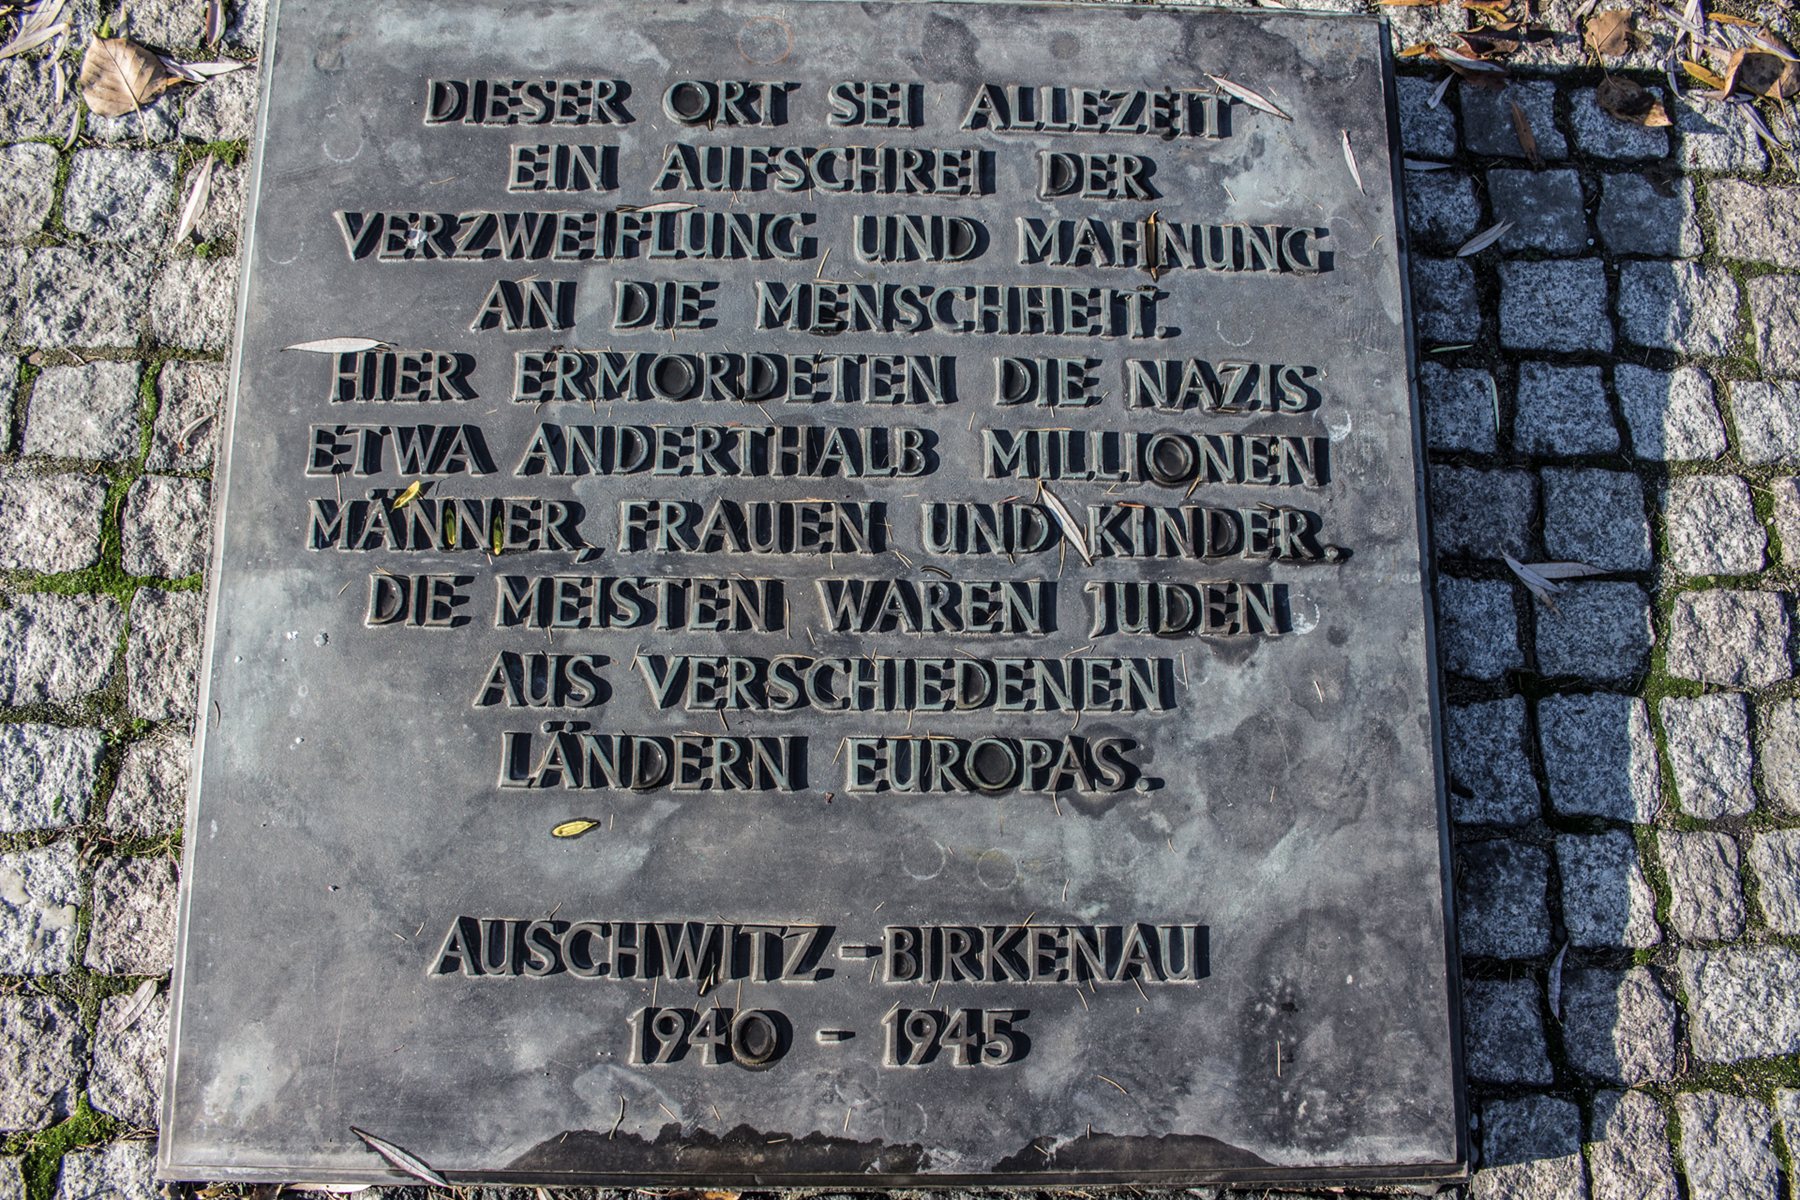 DIESER ORT SEI ALLEZEIT
EIN AUFSCHREI DER
VERZWEIFLUNG UND MAHNUNG
AN DIE MENSCHHEIT.
HIER ERMORDETEN DIE NAZIS
ETWA ANDERTHALB MILLIONEN
MÄNNER, FRAUEN UND KINDER.
DIE MEISTEN WAREN JUDEN
AUS VERSCHIEDENEN
LÄNDERN EUROPAS.
AUSCHWITZ-BIRKENAU
1940 - 1945